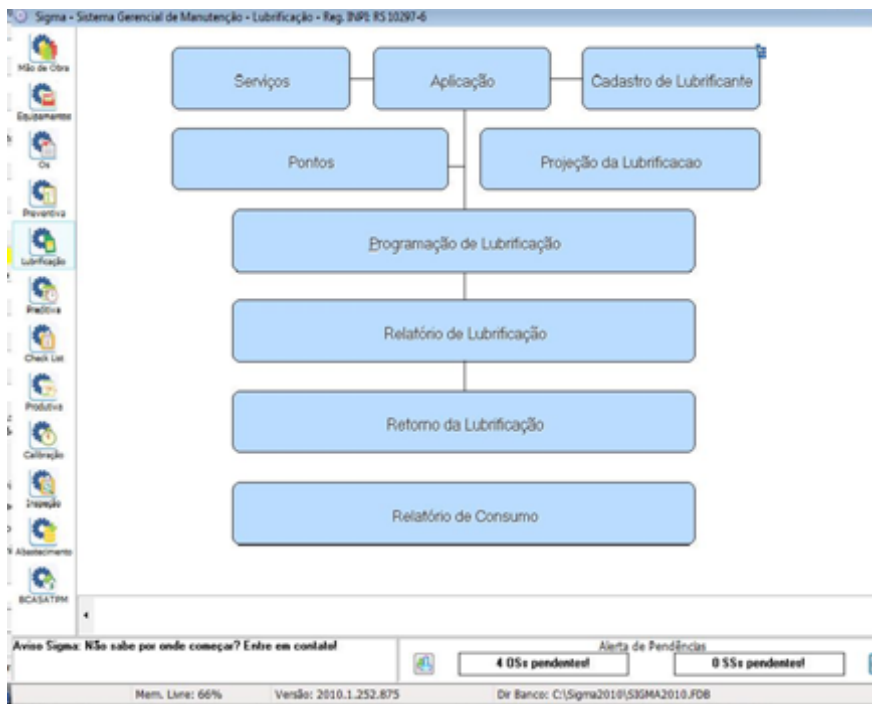 Sigma - Sistema Gerencial de Manutenção - Lubrificação - Reg. INPI: RS 10297-6
Mão de Obra
Equipamentos
Os
Preventiva
Lubrificação
Preditiva
Check List
Produtiva
Calibração
Inspeção
Abastecimento
BCASATPM
Serviços
Aplicação
Cadastro de Lubrificante
Pontos
Projeção da Lubrificacao
Programação de Lubrificação
Relatório de Lubrificação
Retorno da Lubrificação
Relatório de Consumo
Aviso Sigma: Não sabe por onde começar? Entre em contato!
Alerta de Pendências
4 OSs pendentes!
0 SSs pendentes!
Mem. Livre: 66%
Versão: 2010.1.252.875
Dir Banco: C:\Sigma2010\SIGMA2010.FDB